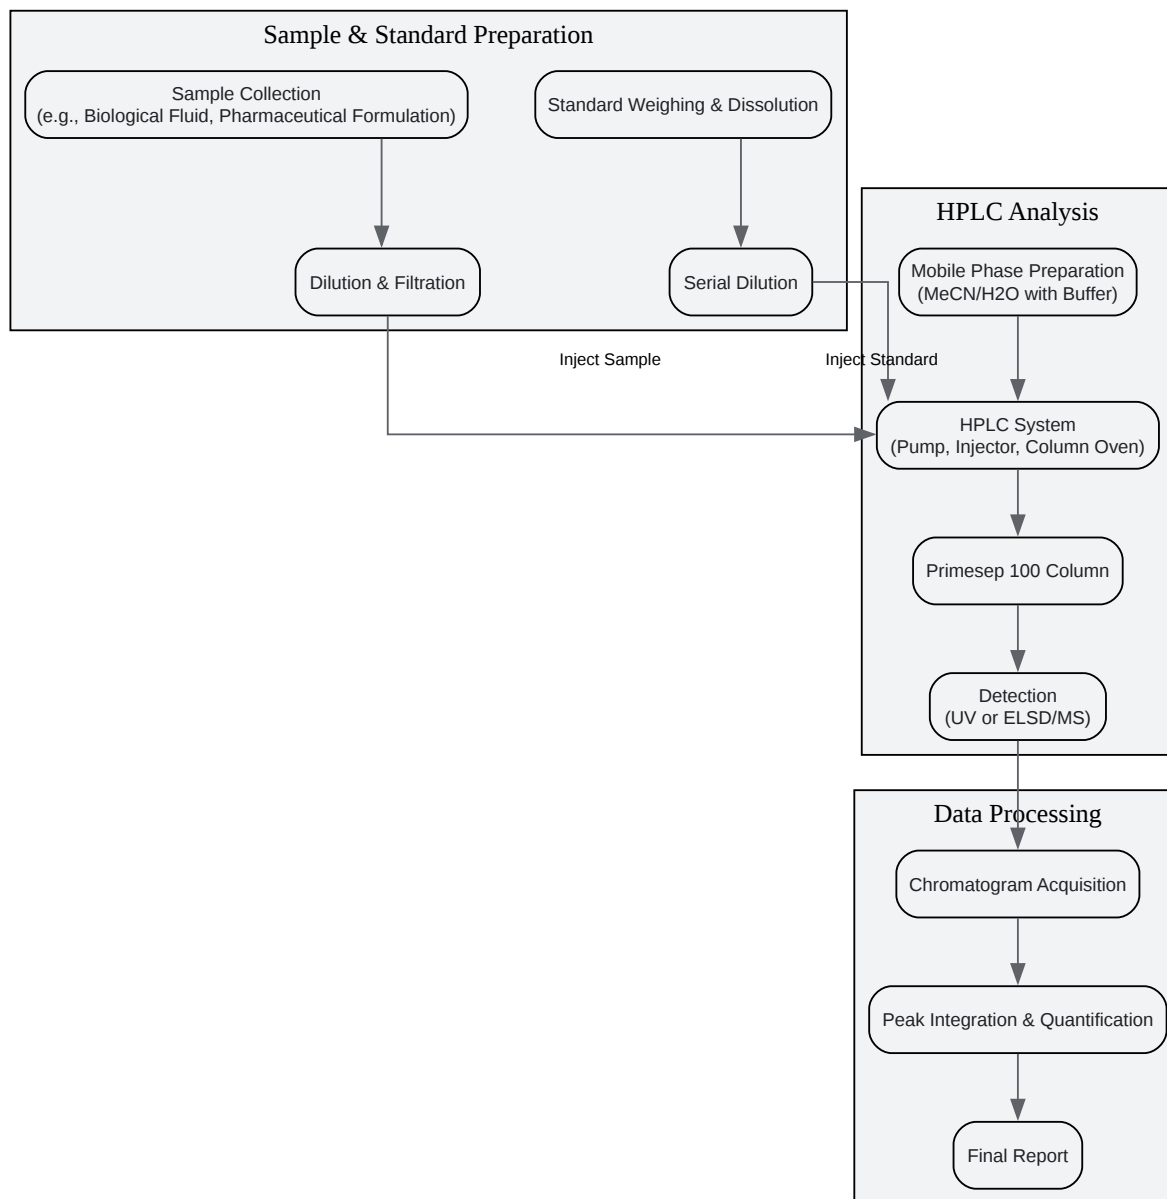 Sample & Standard Preparation
Sample Collection
(e.g., Biological Fluid, Pharmaceutical Formulation)
Standard Weighing & Dissolution
Dilution & Filtration
Serial Dilution
HPLC Analysis
Mobile Phase Preparation
(MeCN/H2O with Buffer)
Inject Sample
Inject Standard
HPLC System
(Pump, Injector, Column Oven)
Primesep 100 Column
Detection
(UV or ELSD/MS)
Data Processing
Chromatogram Acquisition
Peak Integration & Quantification
Final Report